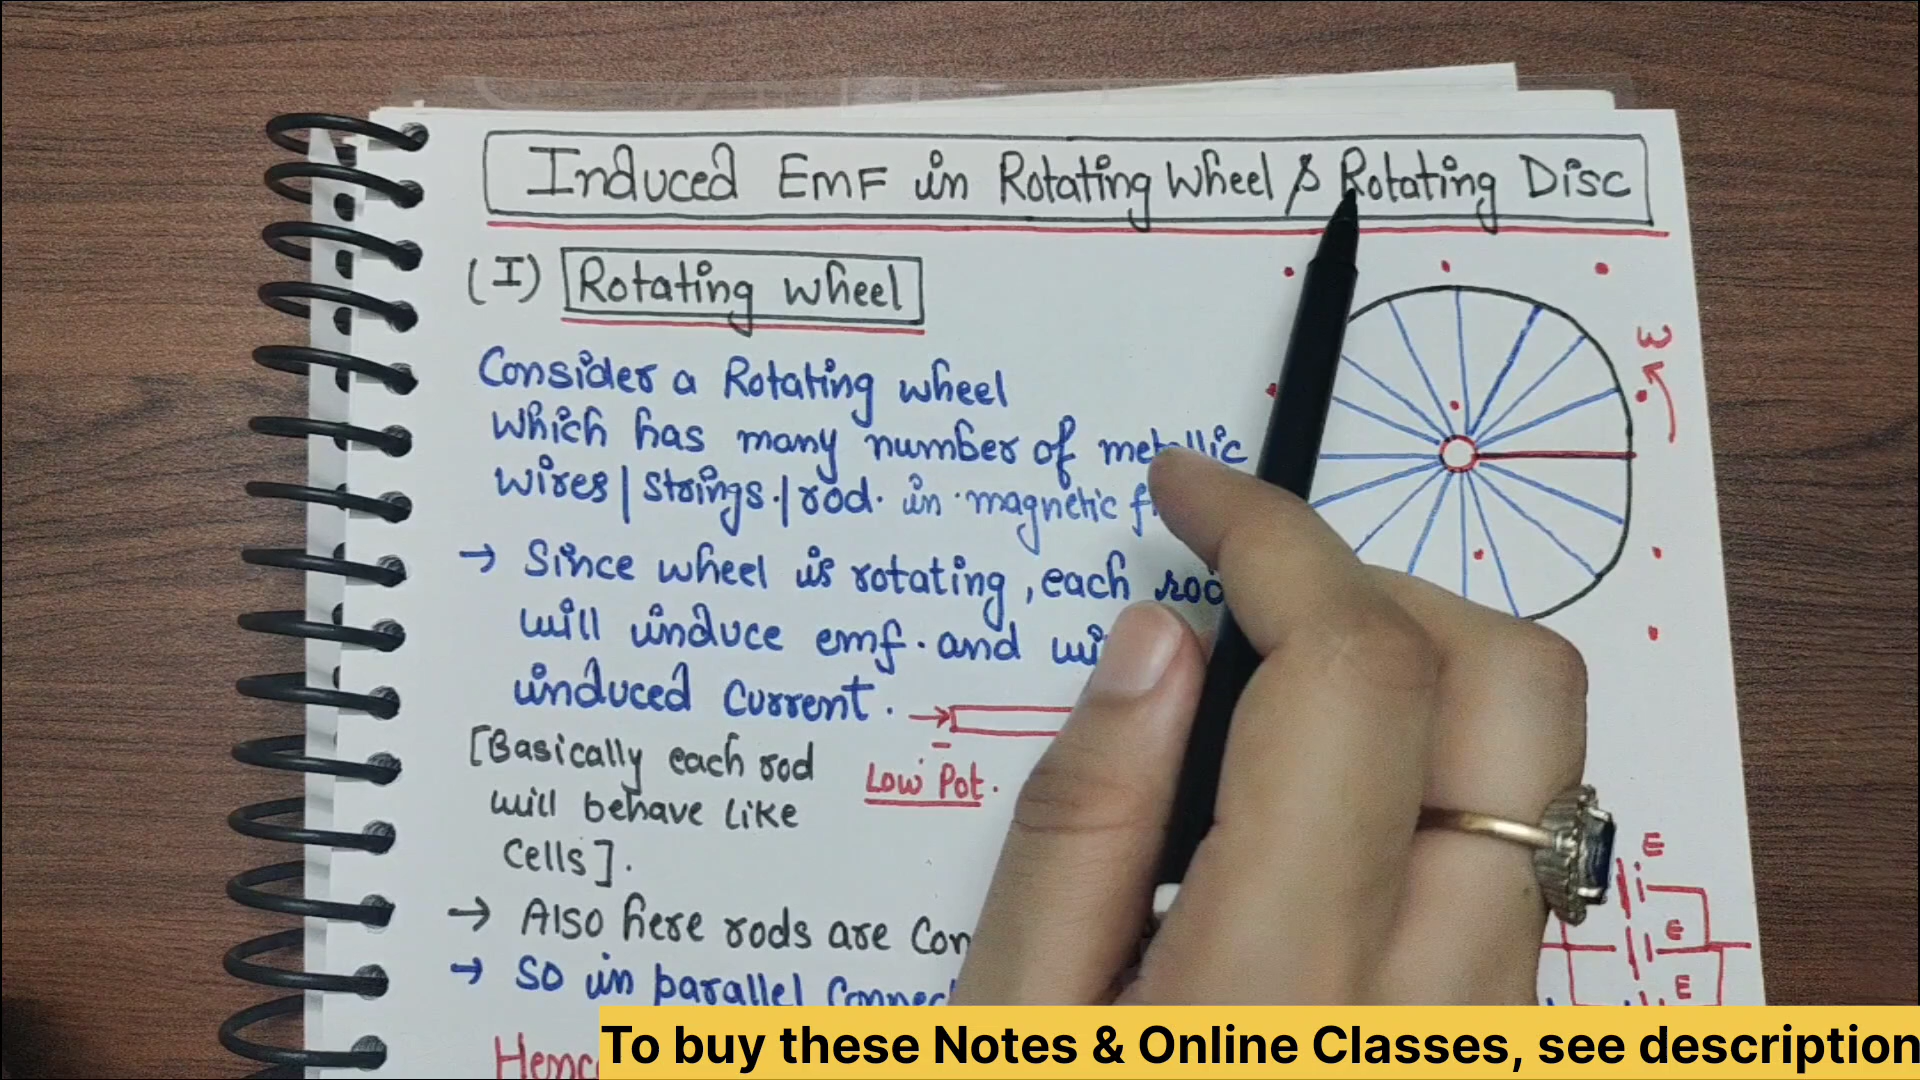 Induced EMF in Rotating Wheel & Rotating Disc
(I) Rotating wheel
ω
Consider a Rotating wheel
which has many number of metallic
wires/strings./rod. in magnetic
→ Since wheel is rotating, each rod
will induce emf. and
induced current.
[Basically each rod
will behave like
cells].
Low Pot.
→ Also here rods are
→ So in parallel
E
E
E
To buy these Notes & Online Classes, see description